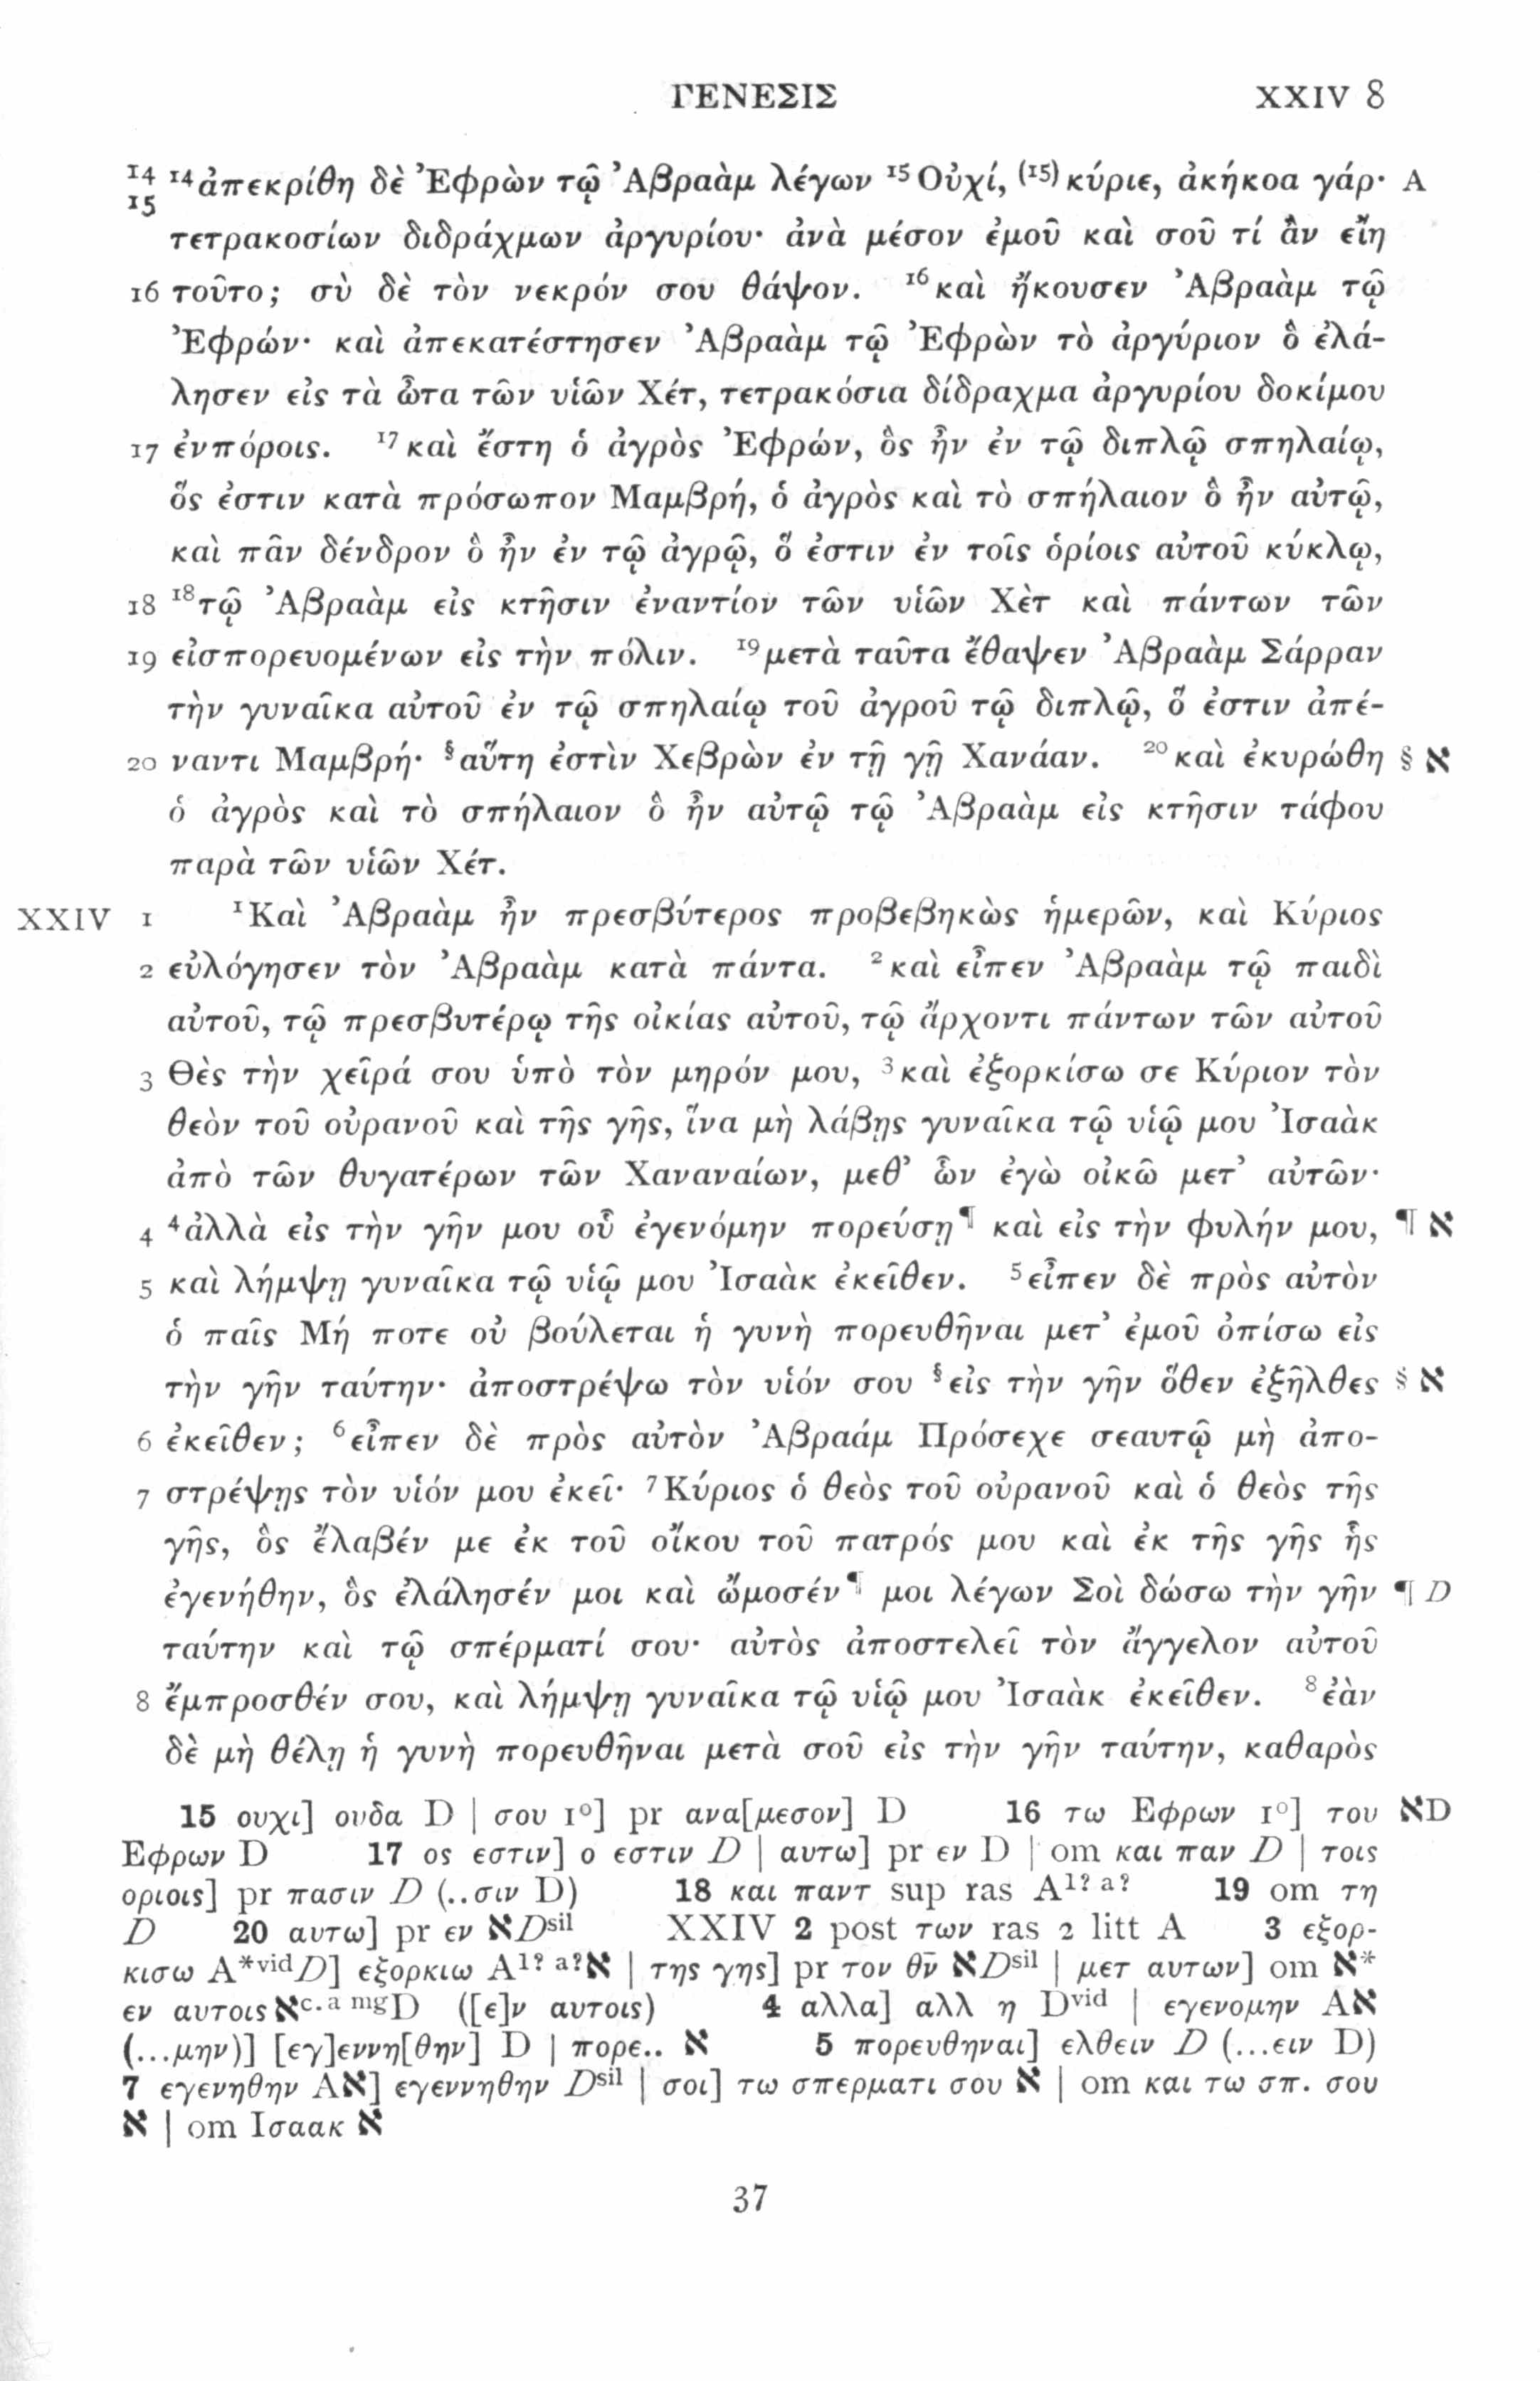 ΓΕΝΕΣΙΣ XXIV 8
14 ¹⁴ἀπεκρίθη δὲ Ἐφρὼν τῷ Ἀβραὰμ λέγων ¹⁵Οὐχί, ⁽¹⁵⁾κύριε, ἀκήκοα γάρ· A
15 τετρακοσίων διδράχμων ἀργυρίου· ἀνὰ μέσον ἐμοῦ καὶ σοῦ τί ἂν εἴη
16 τοῦτο; σὺ δὲ τὸν νεκρόν σου θάψον. ¹⁶καὶ ἤκουσεν Ἀβραὰμ τῷ
Ἐφρών· καὶ ἀπεκατέστησεν Ἀβραὰμ τῷ Ἐφρὼν τὸ ἀργύριον ὃ ἐλά-
λησεν εἰς τὰ ὦτα τῶν υἱῶν Χέτ, τετρακόσια δίδραχμα ἀργυρίου δοκίμου
17 ἐνπόροις. ¹⁷καὶ ἔστη ὁ ἀγρὸς Ἐφρών, ὃς ἦν ἐν τῷ διπλῷ σπηλαίῳ,
ὅς ἐστιν κατὰ πρόσωπον Μαμβρή, ὁ ἀγρὸς καὶ τὸ σπήλαιον ὃ ἦν αὐτῷ,
καὶ πᾶν δένδρον ὃ ἦν ἐν τῷ ἀγρῷ, ὅ ἐστιν ἐν τοῖς ὁρίοις αὐτοῦ κύκλῳ,
18 ¹⁸τῷ Ἀβραὰμ εἰς κτῆσιν ἐναντίον τῶν υἱῶν Χὲτ καὶ πάντων τῶν
19 εἰσπορευομένων εἰς τὴν πόλιν. ¹⁹μετὰ ταῦτα ἔθαψεν Ἀβραὰμ Σάρραν
τὴν γυναῖκα αὐτοῦ ἐν τῷ σπηλαίῳ τοῦ ἀγροῦ τῷ διπλῷ, ὅ ἐστιν ἀπέ-
20 ναντι Μαμβρή· §αὕτη ἐστὶν Χεβρὼν ἐν τῇ γῇ Χανάαν. ²⁰καὶ ἐκυρώθη § א
ὁ ἀγρὸς καὶ τὸ σπήλαιον ὃ ἦν αὐτῷ τῷ Ἀβραὰμ εἰς κτῆσιν τάφου
παρὰ τῶν υἱῶν Χέτ.
XXIV 1 ¹Καὶ Ἀβραὰμ ἦν πρεσβύτερος προβεβηκὼς ἡμερῶν, καὶ Κύριος
2 εὐλόγησεν τὸν Ἀβραὰμ κατὰ πάντα. ²καὶ εἶπεν Ἀβραὰμ τῷ παιδὶ
αὐτοῦ, τῷ πρεσβυτέρῳ τῆς οἰκίας αὐτοῦ, τῷ ἄρχοντι πάντων τῶν αὐτοῦ
3 Θὲς τὴν χεῖρά σου ὑπὸ τὸν μηρόν μου, ³καὶ ἐξορκίσω σε Κύριον τὸν
θεὸν τοῦ οὐρανοῦ καὶ τῆς γῆς, ἵνα μὴ λάβῃς γυναῖκα τῷ υἱῷ μου Ἰσαὰκ
ἀπὸ τῶν θυγατέρων τῶν Χαναναίων, μεθ’ ὧν ἐγὼ οἰκῶ μετ’ αὐτῶν·
4 ⁴ἀλλὰ εἰς τὴν γῆν μου οὗ ἐγενόμην πορεύσῃ¶ καὶ εἰς τὴν φυλήν μου, ¶ א
5 καὶ λήμψῃ γυναῖκα τῷ υἱῷ μου Ἰσαὰκ ἐκεῖθεν. ⁵εἶπεν δὲ πρὸς αὐτὸν
ὁ παῖς Μή ποτε οὐ βούλεται ἡ γυνὴ πορευθῆναι μετ’ ἐμοῦ ὀπίσω εἰς
τὴν γῆν ταύτην· ἀποστρέψω τὸν υἱόν σου §εἰς τὴν γῆν ὅθεν ἐξῆλθες § א
6 ἐκεῖθεν; ⁶εἶπεν δὲ πρὸς αὐτὸν Ἀβραάμ Πρόσεχε σεαυτῷ μὴ ἀπο-
7 στρέψῃς τὸν υἱόν μου ἐκεῖ· ⁷Κύριος ὁ θεὸς τοῦ οὐρανοῦ καὶ ὁ θεὸς τῆς
γῆς, ὃς ἔλαβέν με ἐκ τοῦ οἴκου τοῦ πατρός μου καὶ ἐκ τῆς γῆς ἧς
ἐγενήθην, ὃς ἐλάλησέν μοι καὶ ὤμοσέν¶ μοι λέγων Σοὶ δώσω τὴν γῆν ¶ D
ταύτην καὶ τῷ σπέρματί σου· αὐτὸς ἀποστελεῖ τὸν ἄγγελον αὐτοῦ
8 ἔμπροσθέν σου, καὶ λήμψῃ γυναῖκα τῷ υἱῷ μου Ἰσαὰκ ἐκεῖθεν. ⁸ἐὰν
δὲ μὴ θέλῃ ἡ γυνὴ πορευθῆναι μετὰ σοῦ εἰς τὴν γῆν ταύτην, καθαρὸς
15 ουχι] ουδα D | σου 1°] pr ανα[μεσον] D 16 τω Εφρων 1°] του אD
Εφρων D 17 ος εστιν] ο εστιν D | αυτω] pr εν D | om και παν D | τοις
οριοις] pr πασιν D (..σιν D) 18 και παντ sup ras A¹ˀ ᵃˀ 19 om τη
D 20 αυτω] pr εν אDˢⁱˡ XXIV 2 post των ras 2 litt A 3 εξορ-
κισω A*ᵛⁱᵈD] εξορκιω A¹ˀ ᵃˀא | της γης] pr τον θν̄ אDˢⁱˡ | μετ αυτων] om א*
εν αυτοις אᶜ·ᵃ ᵐᵍD ([ε]ν αυτοις) 4 αλλα] αλλ η Dᵛⁱᵈ | εγενομην Aא
(...μην)] [εγ]εννη[θην] D | πορε.. א 5 πορευθηναι] ελθειν D (...ειν D)
7 εγενηθην Aא] εγεννηθην Dˢⁱˡ | σοι] τω σπερματι σου א | om και τω σπ. σου
א | om Ισαακ א
37